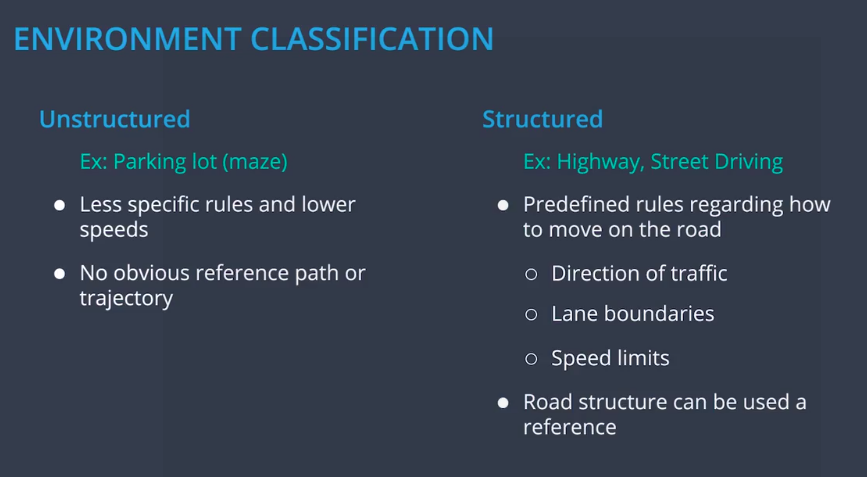 ENVIRONMENT CLASSIFICATION
Unstructured
Ex: Parking lot (maze)
● Less specific rules and lower
speeds
● No obvious reference path or
trajectory
Structured
Ex: Highway, Street Driving
● Predefined rules regarding how
to move on the road
○ Direction of traffic
○ Lane boundaries
○ Speed limits
● Road structure can be used a
reference